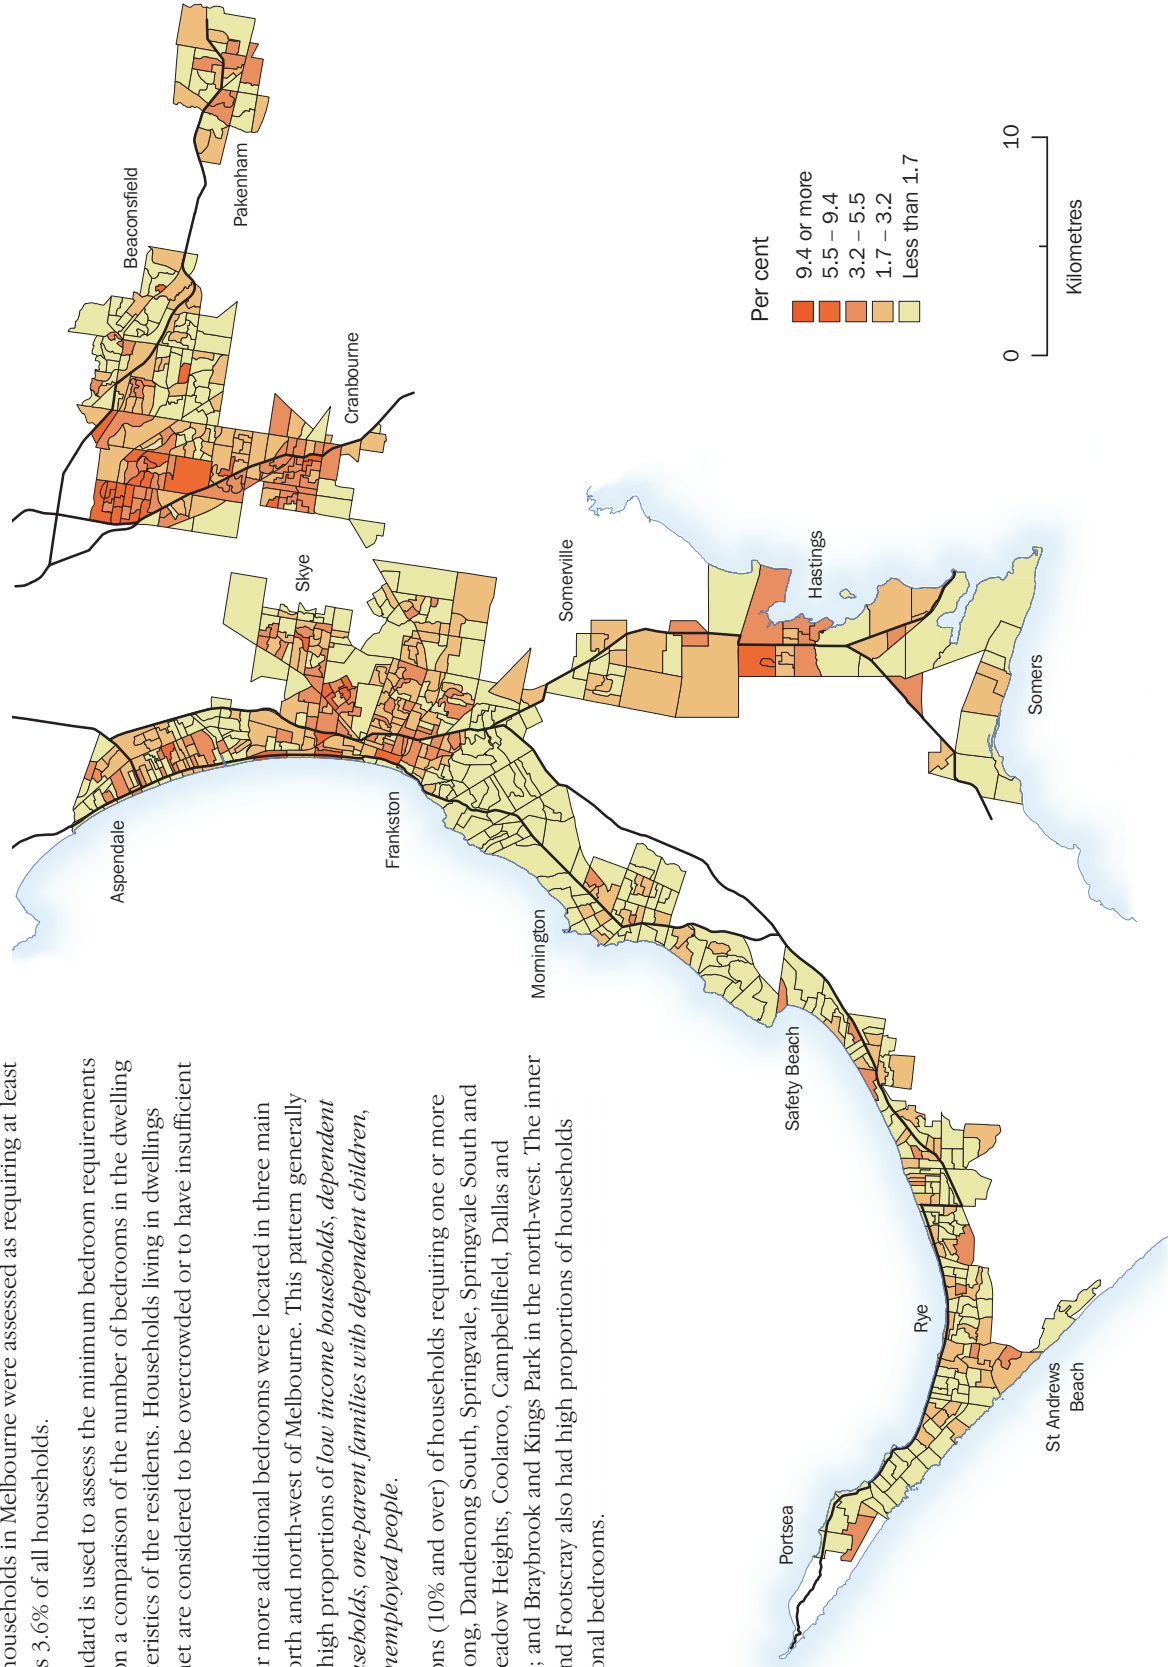 households in Melbourne were assessed as requiring at least
s 3.6% of all households.
ndard is used to assess the minimum bedroom requirements
on a comparison of the number of bedrooms in the dwelling
teristics of the residents. Households living in dwellings
net are considered to be overcrowded or to have insufficient
r more additional bedrooms were located in three main
orth and north-west of Melbourne. This pattern generally
high proportions of low income households, dependent
seholds, one-parent families with dependent children,
nemployed people.
ons (10% and over) of households requiring one or more
ong, Dandenong South, Springvale, Springvale South and
eadow Heights, Coolaroo, Campbellfield, Dallas and
; and Braybrook and Kings Park in the north-west. The inner
nd Footscray also had high proportions of households
onal bedrooms.
Aspendale
Frankston
Skye
Cranbourne
Beaconsfield
Pakenham
Mornington
Somerville
Safety Beach
Hastings
Somers
Portsea
Rye
St Andrews
Beach
Per cent
9.4 or more
5.5 – 9.4
3.2 – 5.5
1.7 – 3.2
Less than 1.7
0 10
Kilometres